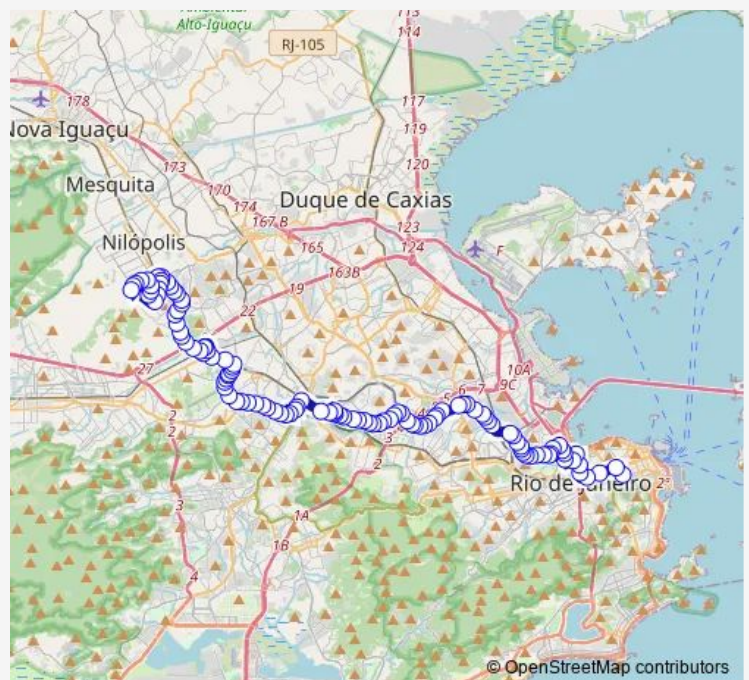 Ambiental
Alto-Iguaçu
113
114
RJ-105
178
117
Nova Iguaçu
119
173
120
Mesquita
170
174
Duque de Caxias
167 B
123
Nilópolis
165
124
F
163B
19
22
27
10A
9C
6
7
5
4
2
3
2
2
Rio de Janeiro
2ª
3
1A
1B
4
© OpenStreetMap contributors